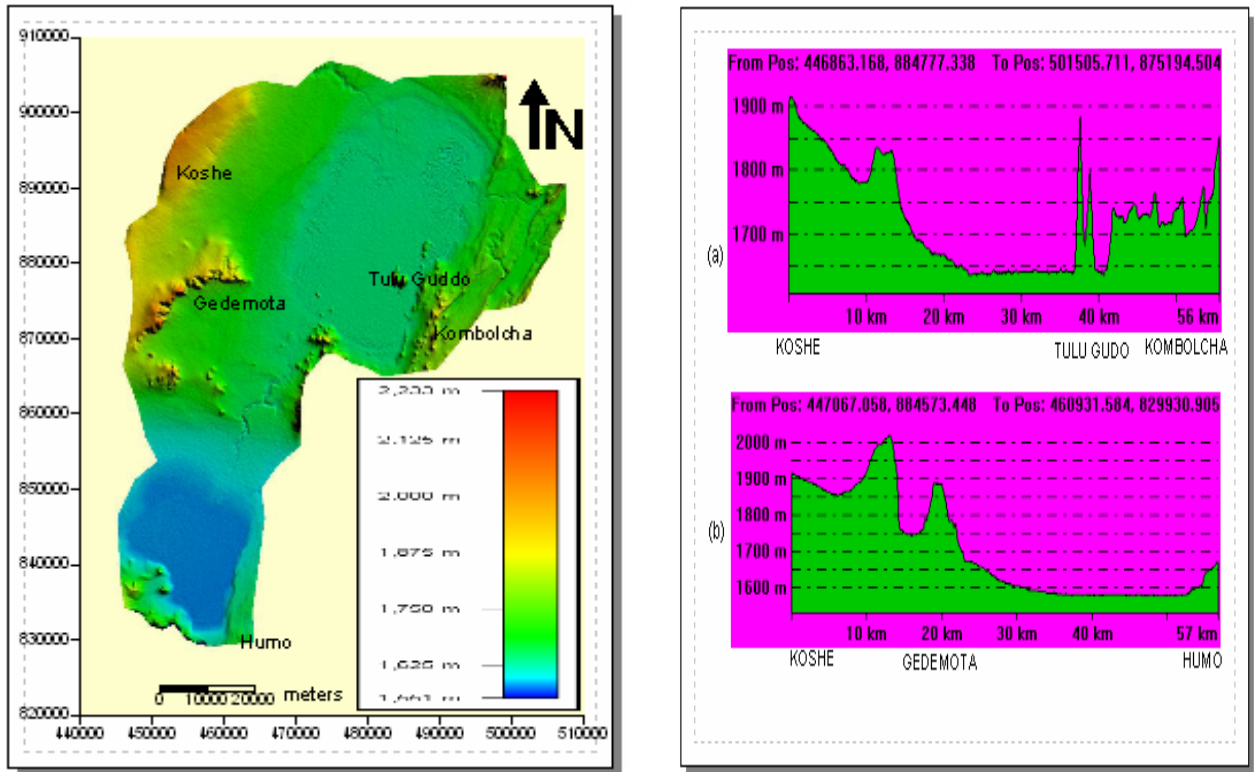 910000
900000
890000
880000
870000
860000
850000
840000
830000
820000
440000 450000 460000 470000 480000 490000 500000 510000
N
Koshe
Tulu Guddo
Gedemota
Kombolcha
Humo
2,233 m
2,125 m
2,000 m
1,875 m
1,750 m
1,625 m
0 10000 20000 meters
(a)
From Pos: 446863.168, 884777.338 To Pos: 501505.711, 875194.504
1900 m
1800 m
1700 m
10 km 20 km 30 km 40 km 56 km
KOSHE TULU GUDO KOMBOLCHA
(b)
From Pos: 447067.058, 884573.448 To Pos: 460931.584, 829930.905
2000 m
1900 m
1800 m
1700 m
1600 m
10 km 20 km 30 km 40 km 57 km
KOSHE GEDEMOTA HUMO